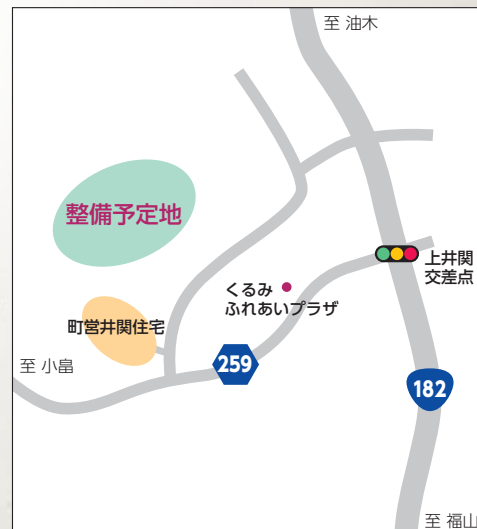 至 油木
整備予定地
上井関
交差点
くるみ
ふれあいプラザ
町営井関住宅
至 小畠
259
182
至 福山